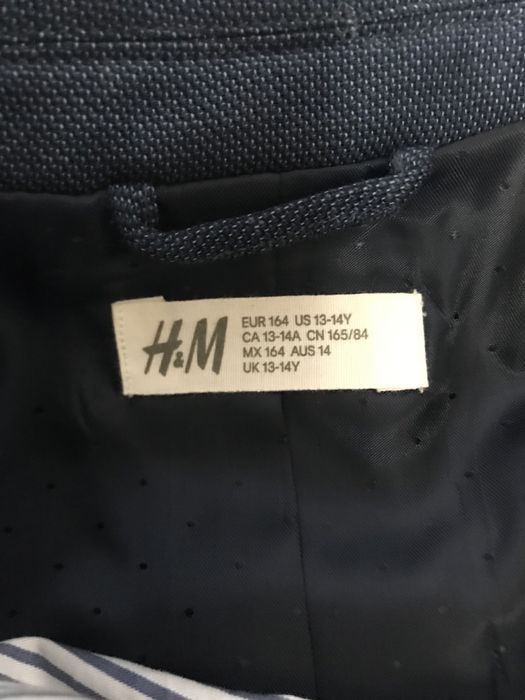 H&M
EUR 164 US 13-14Y
CA 13-14A CN 165/84
MX 164 AUS 14
UK 13-14Y